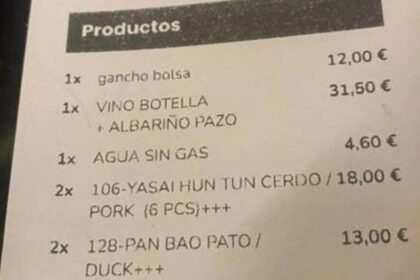 Productos
1x gancho bolsa 12,00 €
1x VINO BOTELLA 31,50 €
+ ALBARIÑO PAZO
1x AGUA SIN GAS 4,60 €
2x 106-YASAI HUN TUN CERDO / 18,00 €
PORK (6 PCS)+++
2x 128-PAN BAO PATO / 13,00 €
DUCK+++